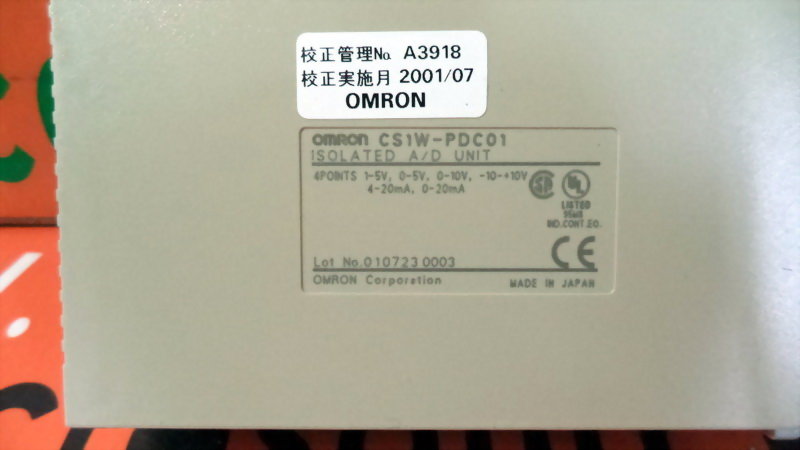 校正管理No. A3918
校正実施月 2001/07
OMRON
OMRON CS1W-PDC01
ISOLATED A/D UNIT
4POINTS 1-5V, 0-5V, 0-10V, -10-+10V
4-20mA, 0-20mA
LISTED
IND.CONT.EQ.
CE
Lot No.010723 0003
OMRON Corporation
MADE IN JAPAN